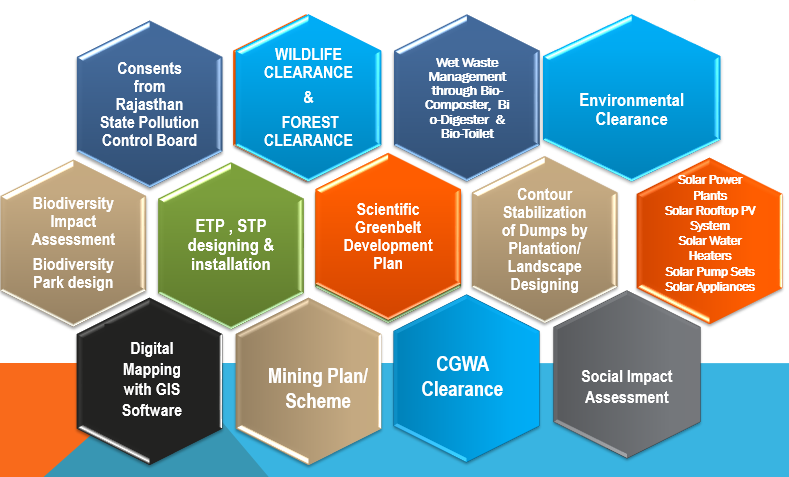 Consents
from
Rajasthan
State Pollution
Control Board
WILDLIFE
CLEARANCE
&
FOREST
CLEARANCE
Wet Waste
Management
through Bio-
Composter, Bi
o-Digester &
Bio-Toilet
Environmental
Clearance
Biodiversity
Impact
Assessment
Biodiversity
Park design
ETP , STP
designing &
installation
Scientific
Greenbelt
Development
Plan
Contour
Stabilization
of Dumps by
Plantation/
Landscape
Designing
Solar Power
Plants
Solar Rooftop PV
System
Solar Water
Heaters
Solar Pump Sets
Solar Appliances
Digital
Mapping
with GIS
Software
Mining Plan/
Scheme
CGWA
Clearance
Social Impact
Assessment